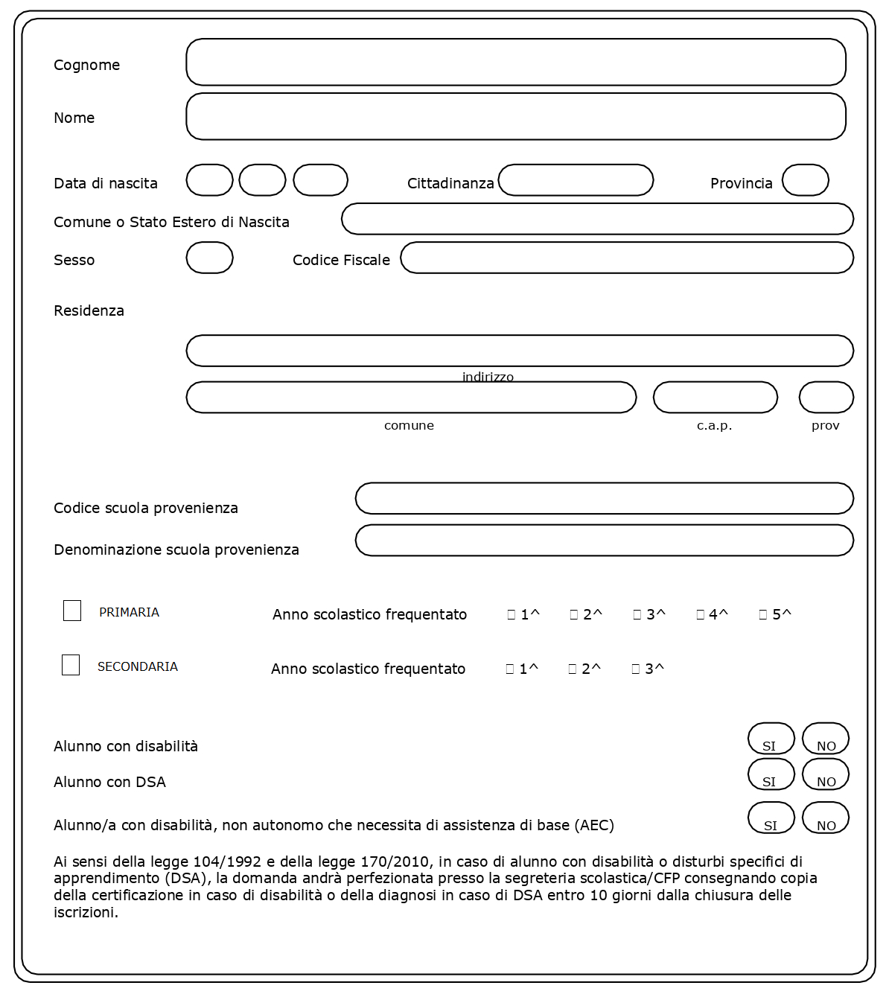 Cognome
Nome
Data di nascita Cittadinanza Provincia
Comune o Stato Estero di Nascita
Sesso Codice Fiscale
Residenza
indirizzo
comune c.a.p. prov
Codice scuola provenienza
Denominazione scuola provenienza
PRIMARIA Anno scolastico frequentato 1^ 2^ 3^ 4^ 5^
SECONDARIA Anno scolastico frequentato 1^ 2^ 3^
Alunno con disabilità SI NO
Alunno con DSA SI NO
Alunno/a con disabilità, non autonomo che necessita di assistenza di base (AEC) SI NO
Ai sensi della legge 104/1992 e della legge 170/2010, in caso di alunno con disabilità o disturbi specifici di
apprendimento (DSA), la domanda andrà perfezionata presso la segreteria scolastica/CFP consegnando copia
della certificazione in caso di disabilità o della diagnosi in caso di DSA entro 10 giorni dalla chiusura delle
iscrizioni.